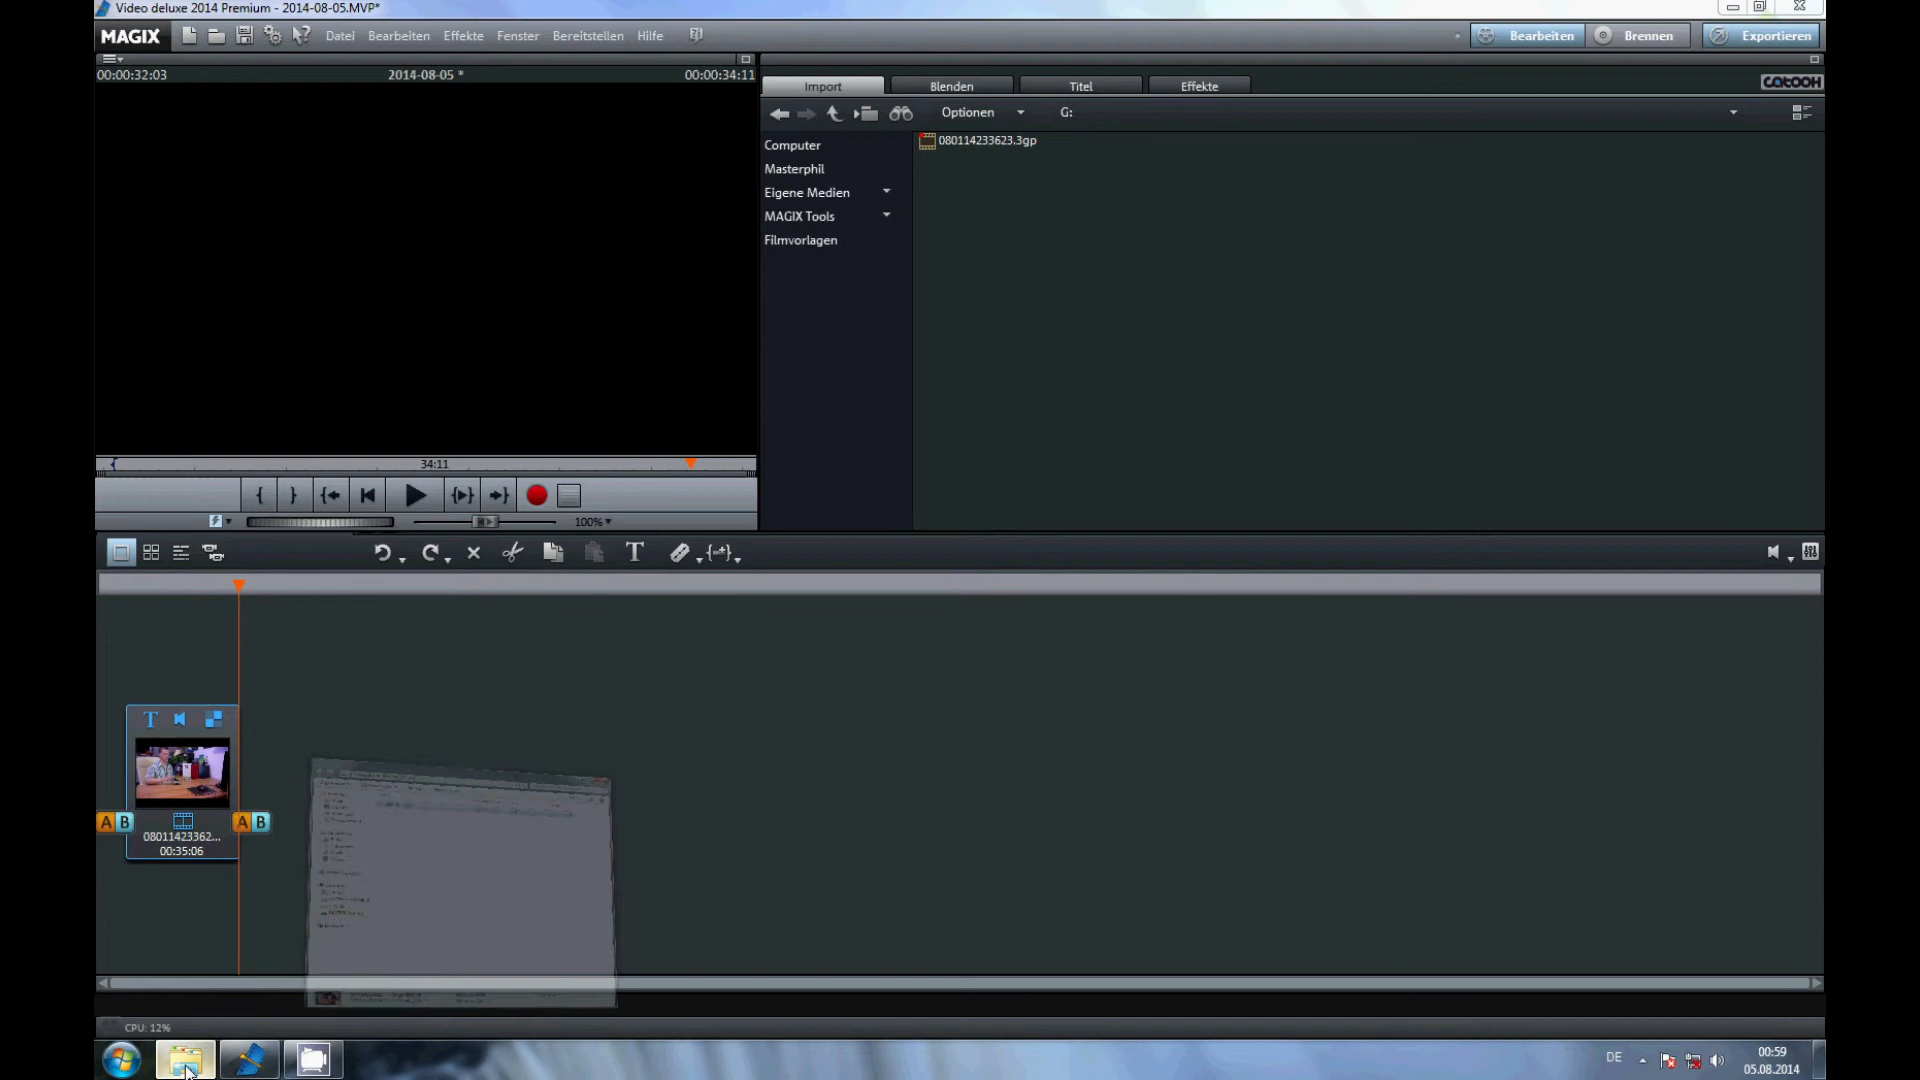 Video deluxe 2014 Premium - 2014-08-05.MVP*
MAGIX Datei Bearbeiten Effekte Fenster Bereitstellen Hilfe Bearbeiten Brennen Exportieren
00:00:32:03 2014-08-05 * 00:00:34:11
Import Blenden Titel Effekte catooh
Optionen G:
Computer
Masterphil
Eigene Medien
MAGIX Tools
Filmvorlagen
080114233623.3gp
34:11
100%
T
T
A B A B
08011423362...
00:35:06
CPU: 12%
DE 00:59
05.08.2014